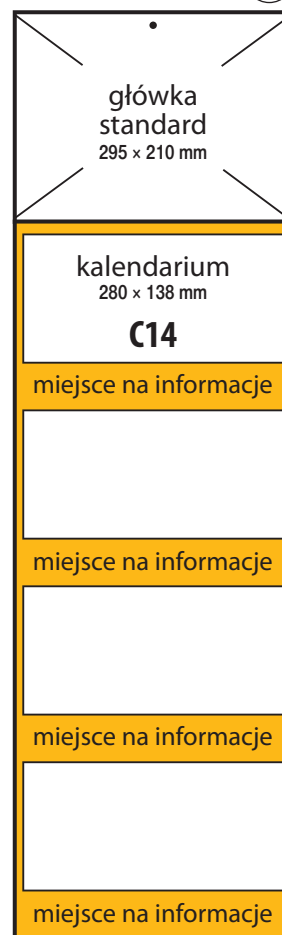 główka
standard
295 × 210 mm
kalendarium
280 × 138 mm
C14
miejsce na informacje
miejsce na informacje
miejsce na informacje
miejsce na informacje